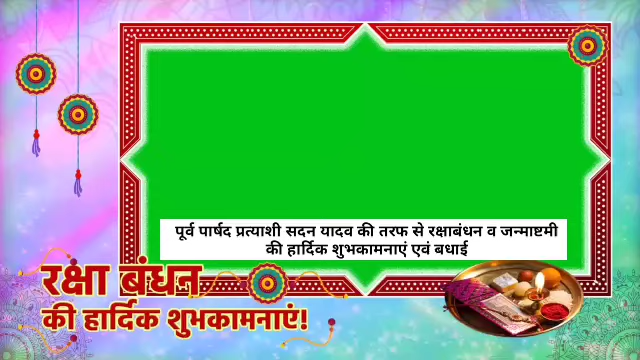 पूर्व पार्षद प्रत्याशी सदन यादव की तरफ से रक्षाबंधन व जन्माष्टमी
की हार्दिक शुभकामनाएं एवं बधाई
रक्षा बंधन
की हार्दिक शुभकामनाएं!